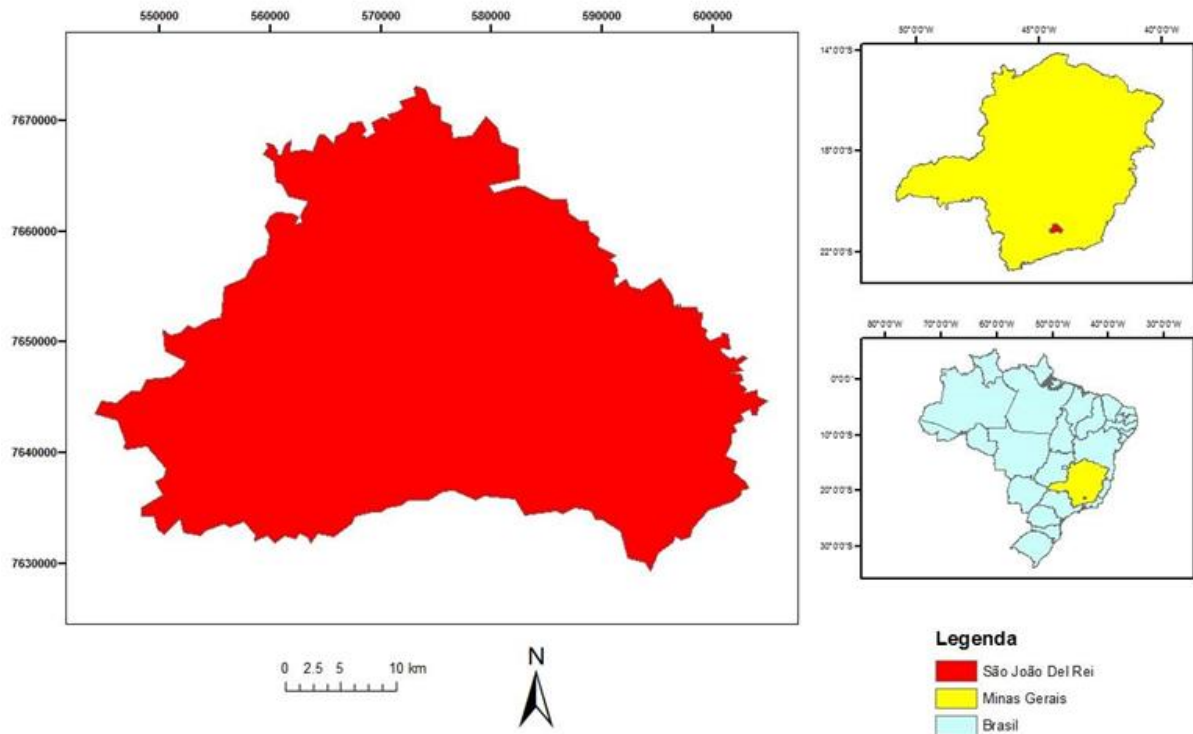 550000 560000 570000 580000 590000 600000
7670000
7660000
7650000
7640000
7630000
50°0'0"W 45°0'0"W 40°0'0"W
14°0'0"S
18°0'0"S
22°0'0"S
80°0'0"W 70°0'0"W 60°0'0"W 50°0'0"W 40°0'0"W 30°0'0"W
0°0'0"
10°0'0"S
20°0'0"S
30°0'0"S
0 2.5 5 10 km
N
Legenda
São João Del Rei
Minas Gerais
Brasil